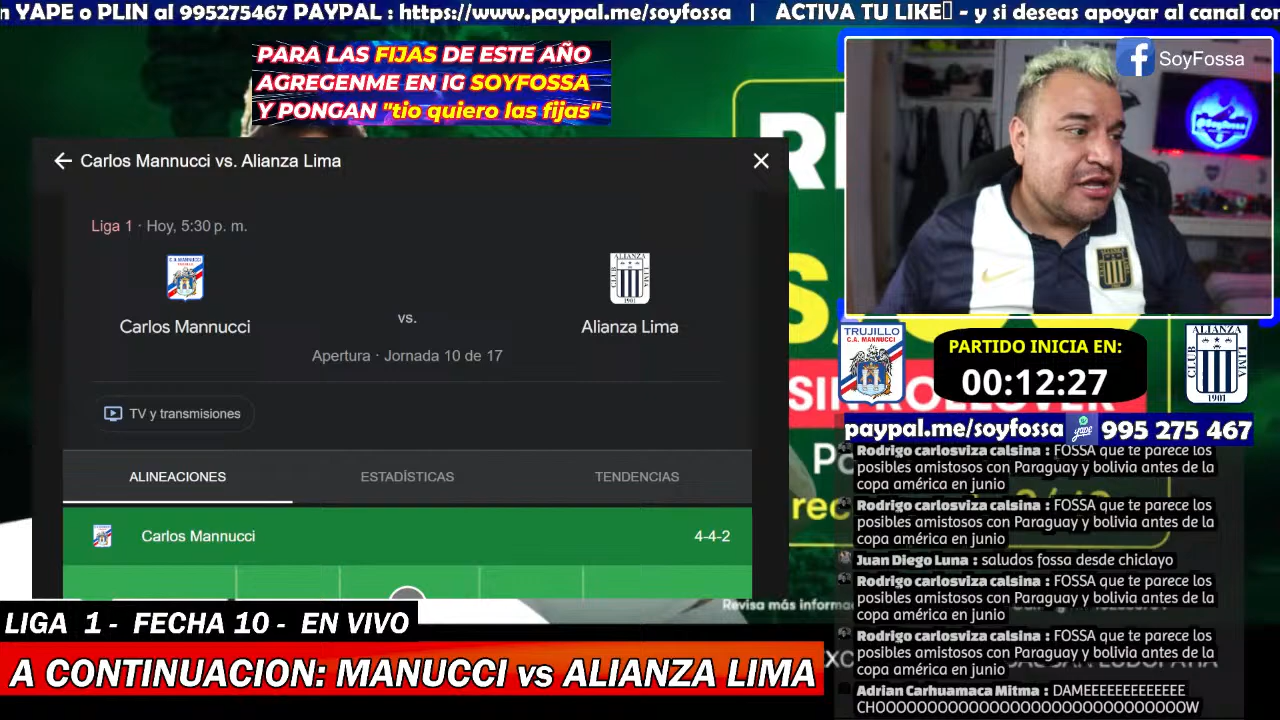 n YAPE o PLIN al 995275467 PAYPAL : https://www.paypal.me/soyfossa | ACTIVA TU LIKE - y si deseas apoyar al canal con
PARA LAS FIJAS DE ESTE AÑO
AGREGENME EN IG SOYFOSSA
Y PONGAN "tio quiero las fijas"
SoyFossa
Carlos Mannucci vs. Alianza Lima
Liga 1 · Hoy, 5:30 p. m.
Carlos Mannucci
vs.
Alianza Lima
Apertura · Jornada 10 de 17
TV y transmisiones
ALINEACIONES
ESTADÍSTICAS
TENDENCIAS
Carlos Mannucci
4-4-2
TRUJILLO
C.A. MANNUCCI
PARTIDO INICIA EN:
00:12:27
ALIANZA
CLUB
LIMA
1901
SIN ROLLOVER
paypal.me/soyfossa yape 995 275 467
Rodrigo carlosviza calsina : FOSSA que te parece los
posibles amistosos con Paraguay y bolivia antes de la
copa américa en junio
Rodrigo carlosviza calsina : FOSSA que te parece los
posibles amistosos con Paraguay y bolivia antes de la
copa américa en junio
Juan Diego Luna : saludos fossa desde chiclayo
Rodrigo carlosviza calsina : FOSSA que te parece los
posibles amistosos con Paraguay y bolivia antes de la
copa américa en junio
Rodrigo carlosviza calsina : FOSSA que te parece los
posibles amistosos con Paraguay y bolivia antes de la
copa américa en junio
Adrian Carhuamaca Mitma : DAMEEEEEEEEEEEEE
CHOOOOOOOOOOOOOOOOOOOOOOOOOOOOOW
Revisa más informa
LIGA 1 - FECHA 10 - EN VIVO
A CONTINUACION: MANUCCI vs ALIANZA LIMA